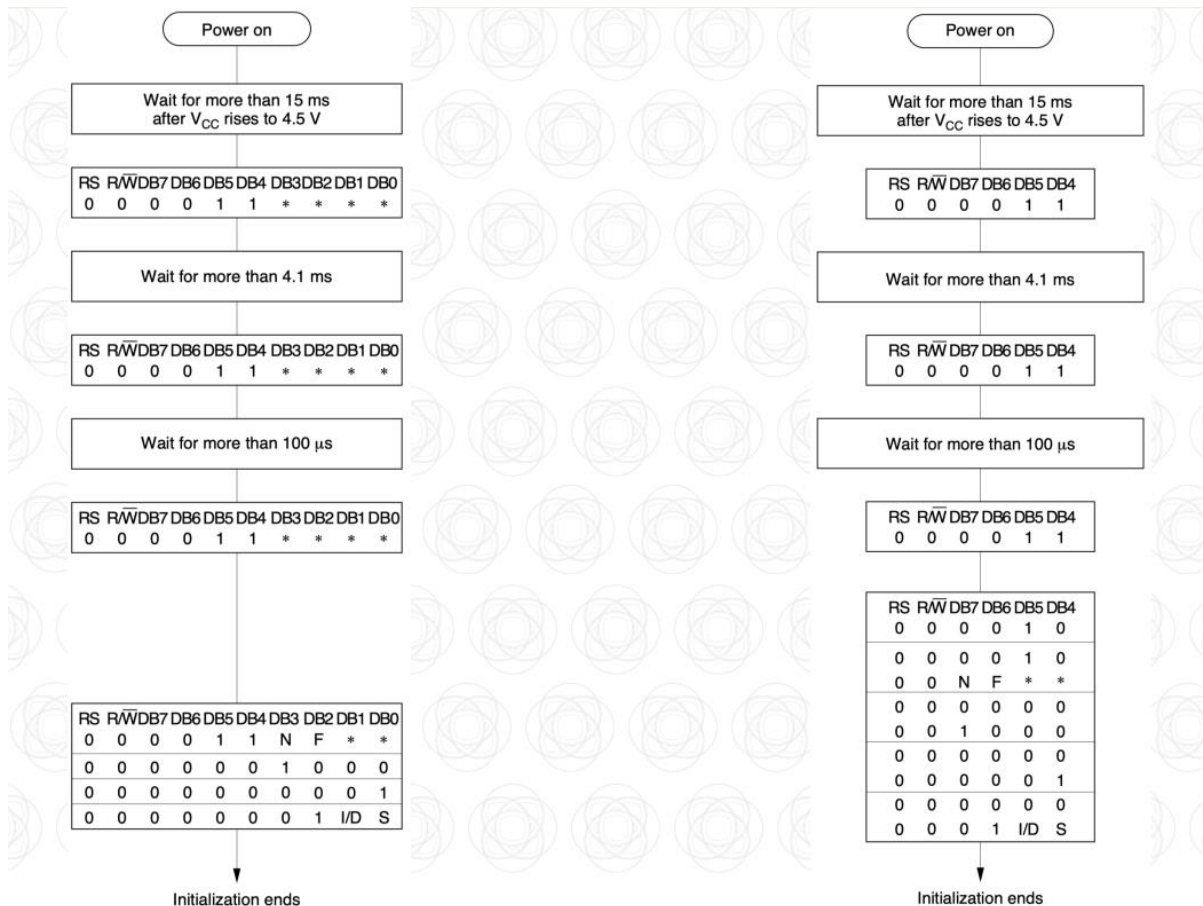 Power on
Wait for more than 15 ms
after VCC rises to 4.5 V
RS R/W̅ DB7 DB6 DB5 DB4 DB3 DB2 DB1 DB0
0 0 0 0 1 1 * * * *
Wait for more than 4.1 ms
RS R/W̅ DB7 DB6 DB5 DB4 DB3 DB2 DB1 DB0
0 0 0 0 1 1 * * * *
Wait for more than 100 μs
RS R/W̅ DB7 DB6 DB5 DB4 DB3 DB2 DB1 DB0
0 0 0 0 1 1 * * * *
RS R/W̅ DB7 DB6 DB5 DB4 DB3 DB2 DB1 DB0
0 0 0 0 1 1 N F * *
0 0 0 0 0 0 1 0 0 0
0 0 0 0 0 0 0 0 0 1
0 0 0 0 0 0 0 1 I/D S
Initialization ends
Power on
Wait for more than 15 ms
after VCC rises to 4.5 V
RS R/W̅ DB7 DB6 DB5 DB4
0 0 0 0 1 1
Wait for more than 4.1 ms
RS R/W̅ DB7 DB6 DB5 DB4
0 0 0 0 1 1
Wait for more than 100 μs
RS R/W̅ DB7 DB6 DB5 DB4
0 0 0 0 1 1
RS R/W̅ DB7 DB6 DB5 DB4
0 0 0 0 1 0
0 0 0 0 1 0
0 0 N F * *
0 0 0 0 0 0
0 0 1 0 0 0
0 0 0 0 0 0
0 0 0 0 0 1
0 0 0 0 0 0
0 0 0 1 I/D S
Initialization ends